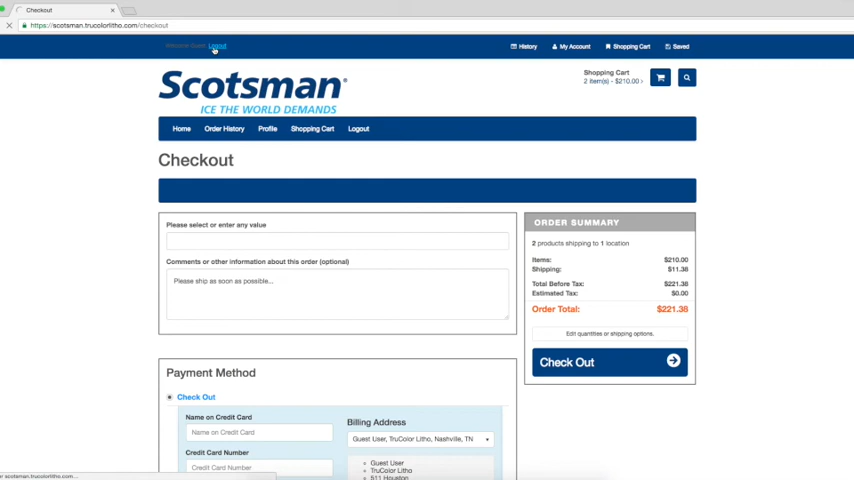 Checkout
https://scotsman.trucolorlitho.com/checkout
Welcome Guest Logout
History My Account Shopping Cart Saved
Scotsman
ICE THE WORLD DEMANDS
Shopping Cart
2 item(s) - $210.00 ›
Home Order History Profile Shopping Cart Logout
Checkout
Please select or enter any value
Comments or other information about this order (optional)
Please ship as soon as possible...
ORDER SUMMARY
2 products shipping to 1 location
Items: $210.00
Shipping: $11.38
Total Before Tax: $221.38
Estimated Tax: $0.00
Order Total: $221.38
Edit quantities or shipping options.
Check Out
Payment Method
Check Out
Name on Credit Card
Name on Credit Card
Credit Card Number
Credit Card Number
Billing Address
Guest User, TruColor Litho, Nashville, TN
Guest User
TruColor Litho
511 Houston
scotsman.trucolorlitho.com...